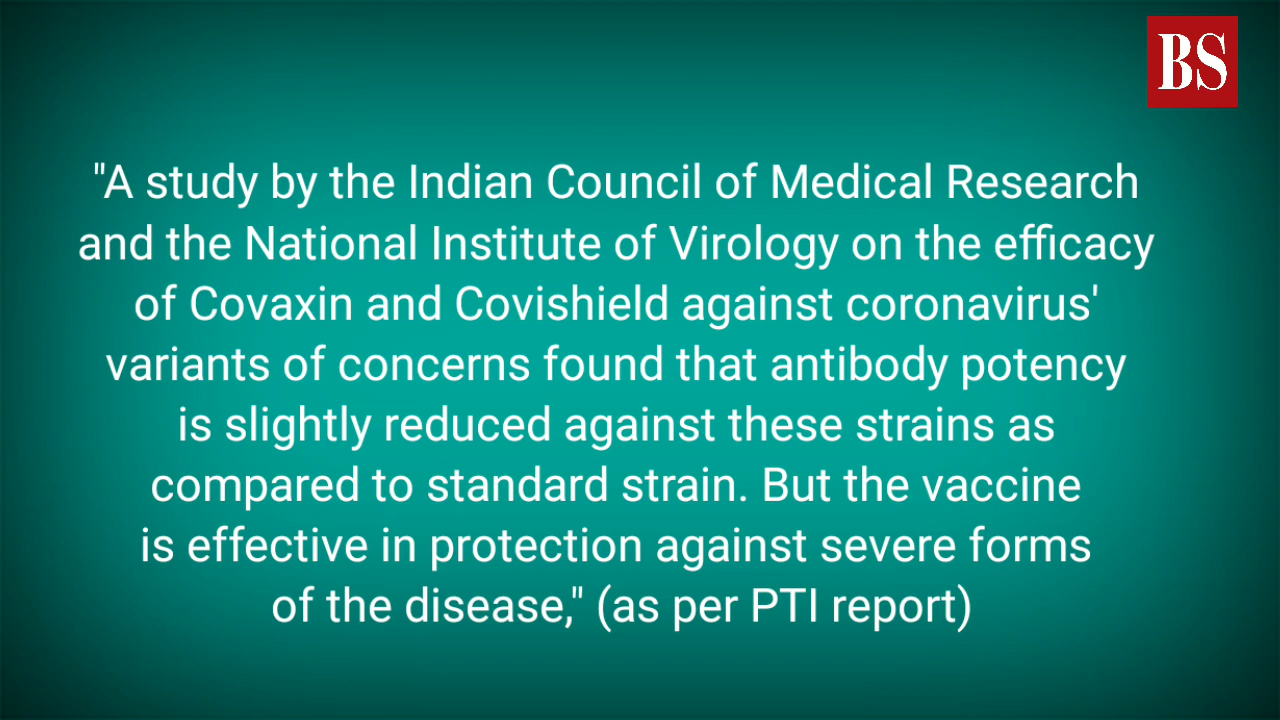 BS
"A study by the Indian Council of Medical Research
and the National Institute of Virology on the efficacy
of Covaxin and Covishield against coronavirus'
variants of concerns found that antibody potency
is slightly reduced against these strains as
compared to standard strain. But the vaccine
is effective in protection against severe forms
of the disease," (as per PTI report)